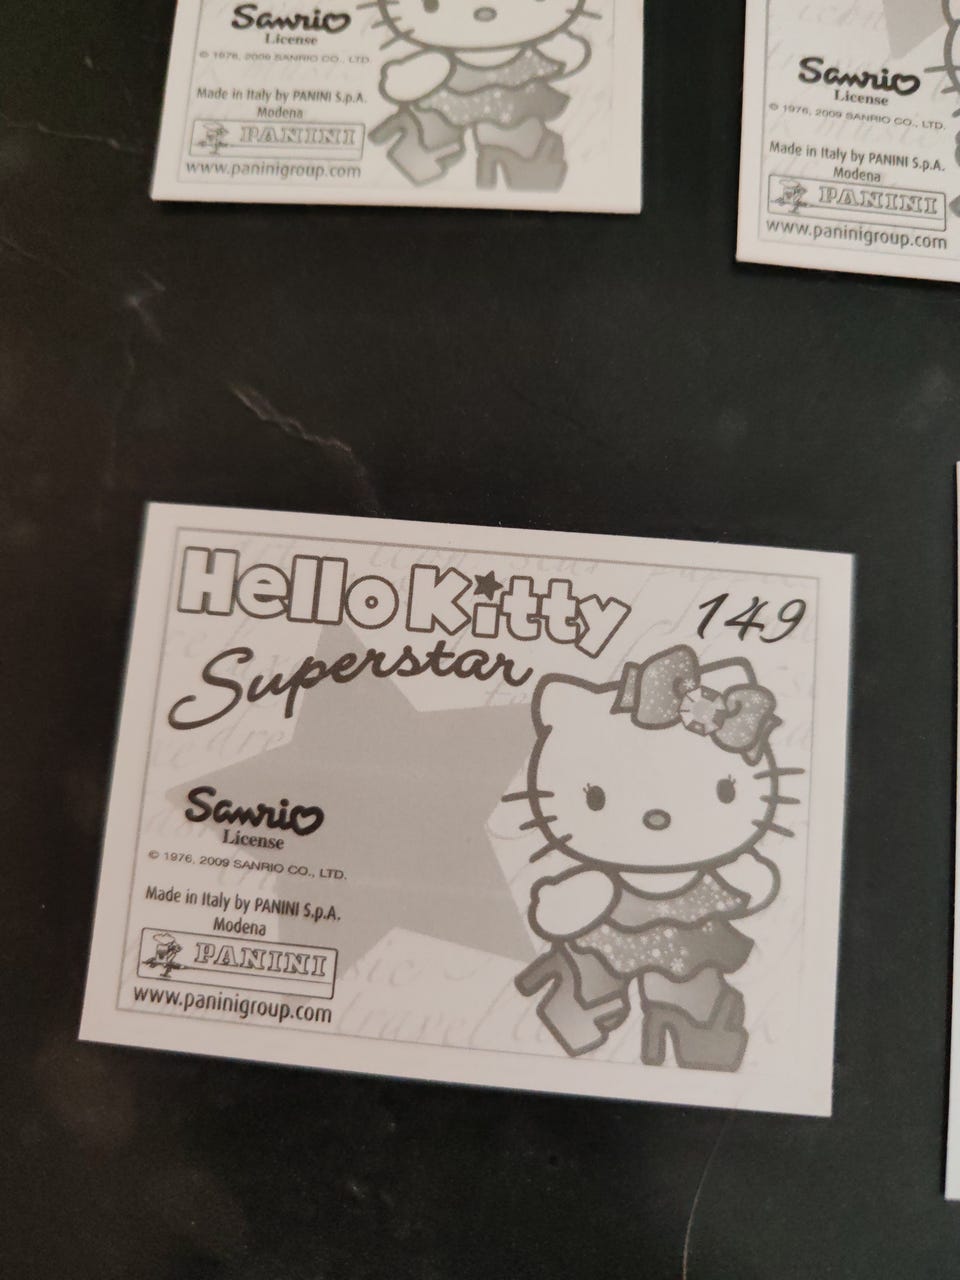 Sanrio
License
© 1976, 2009 SANRIO CO., LTD.
Made in Italy by PANINI S.p.A.
Modena
PANINI
www.paninigroup.com
Sanrio
License
© 1976, 2009 SANRIO CO., LTD.
Made in Italy by PANINI S.p.A.
Modena
PANINI
www.paninigroup.com
Hello Kitty
Superstar
149
Sanrio
License
© 1976, 2009 SANRIO CO., LTD.
Made in Italy by PANINI S.p.A.
Modena
PANINI
www.paninigroup.com